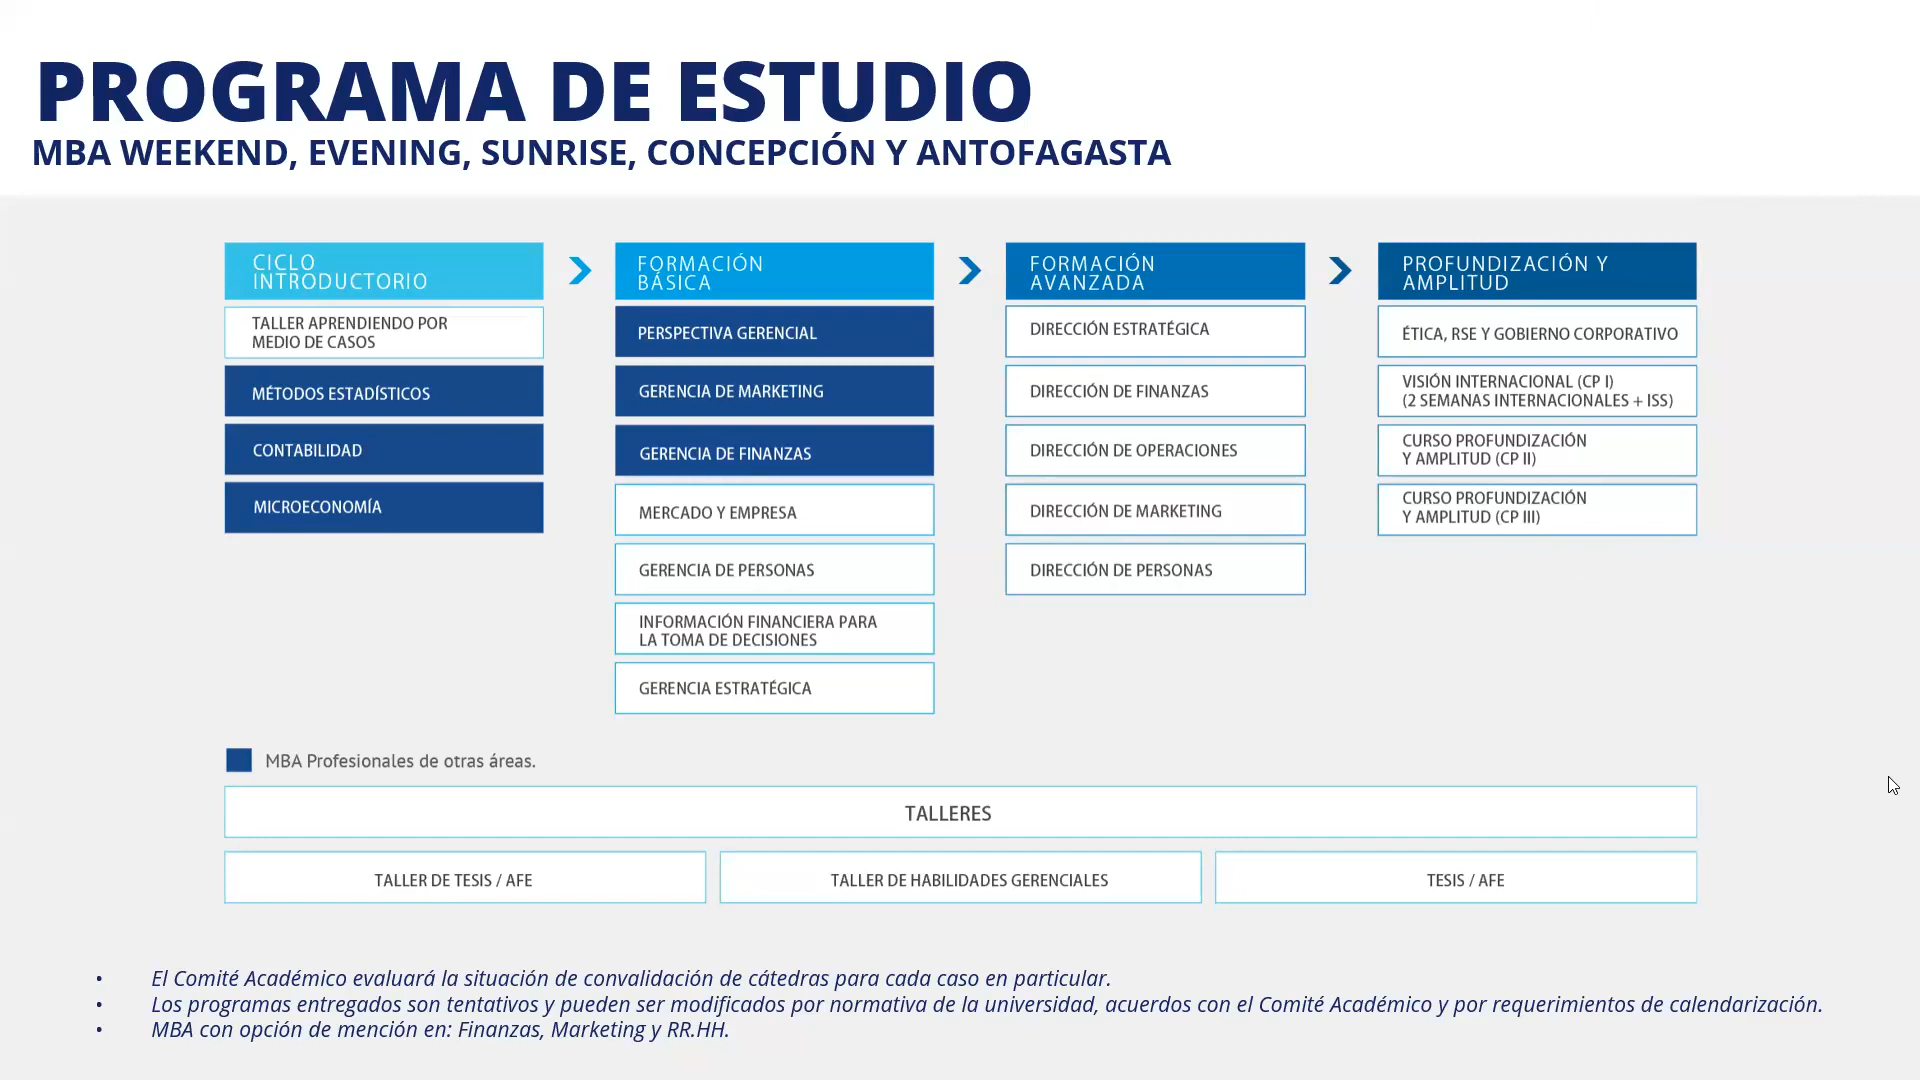 PROGRAMA DE ESTUDIO
MBA WEEKEND, EVENING, SUNRISE, CONCEPCIÓN Y ANTOFAGASTA
CICLO
INTRODUCTORIO
TALLER APRENDIENDO POR
MEDIO DE CASOS
MÉTODOS ESTADÍSTICOS
CONTABILIDAD
MICROECONOMÍA
FORMACIÓN
BÁSICA
PERSPECTIVA GERENCIAL
GERENCIA DE MARKETING
GERENCIA DE FINANZAS
MERCADO Y EMPRESA
GERENCIA DE PERSONAS
INFORMACIÓN FINANCIERA PARA
LA TOMA DE DECISIONES
GERENCIA ESTRATÉGICA
FORMACIÓN
AVANZADA
DIRECCIÓN ESTRATÉGICA
DIRECCIÓN DE FINANZAS
DIRECCIÓN DE OPERACIONES
DIRECCIÓN DE MARKETING
DIRECCIÓN DE PERSONAS
PROFUNDIZACIÓN Y
AMPLITUD
ÉTICA, RSE Y GOBIERNO CORPORATIVO
VISIÓN INTERNACIONAL (CP I)
(2 SEMANAS INTERNACIONALES + ISS)
CURSO PROFUNDIZACIÓN
Y AMPLITUD (CP II)
CURSO PROFUNDIZACIÓN
Y AMPLITUD (CP III)
MBA Profesionales de otras áreas.
TALLERES
TALLER DE TESIS / AFE
TALLER DE HABILIDADES GERENCIALES
TESIS / AFE
• El Comité Académico evaluará la situación de convalidación de cátedras para cada caso en particular.
• Los programas entregados son tentativos y pueden ser modificados por normativa de la universidad, acuerdos con el Comité Académico y por requerimientos de calendarización.
• MBA con opción de mención en: Finanzas, Marketing y RR.HH.